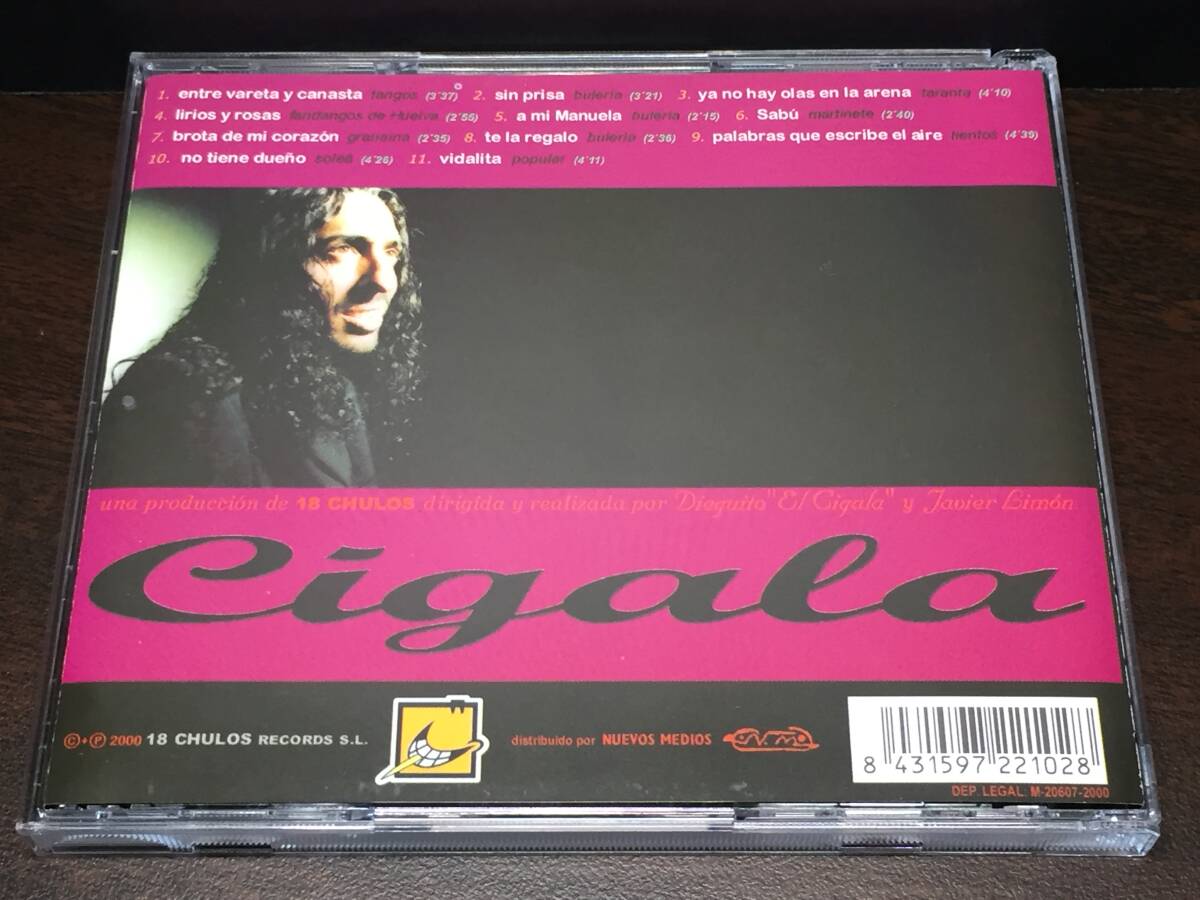 1. entre vareta y canasta tangos (3'37) 2. sin prisa bulería (3'21) 3. ya no hay olas en la arena taranta (4'10)
4. lirios y rosas fandangos de Huelva (2'55) 5. a mi Manuela bulería (2'15) 6. Sabú martinete (2'40)
7. brota de mi corazón granaína (2'35) 8. te la regalo bulería (2'36) 9. palabras que escribe el aire tientos (4'39)
10. no tiene dueño soleá (4'26) 11. vidalita popular (4'11)
una producción de 18 CHULOS dirigida y realizada por Dieguito "El Cigala" y Javier Limón
Cigala
©+℗ 2000 18 CHULOS RECORDS S.L.
distribuido por NUEVOS MEDIOS
8 431597 221028
DEP. LEGAL: M-20607-2000